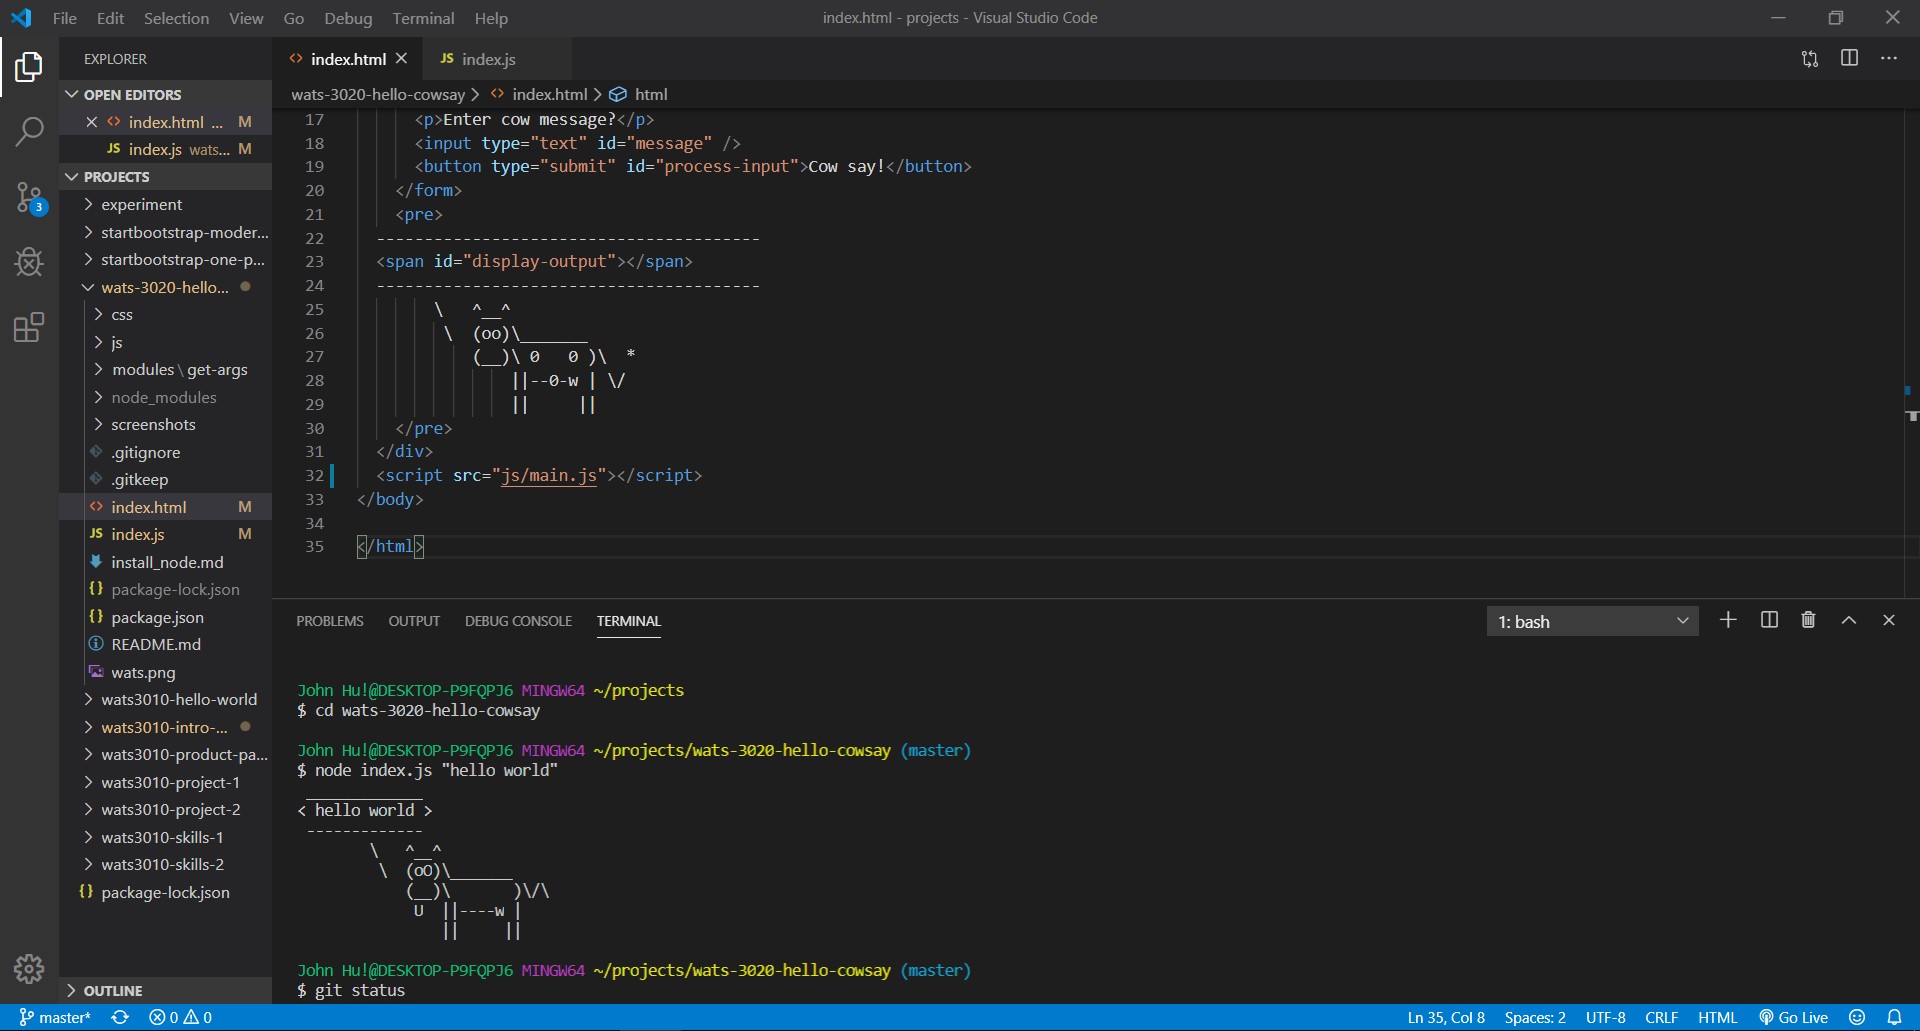 File Edit Selection View Go Debug Terminal Help
index.html - projects - Visual Studio Code
EXPLORER
OPEN EDITORS
index.html ... M
JS index.js wats... M
PROJECTS
experiment
startbootstrap-moder...
startbootstrap-one-p...
wats-3020-hello...
css
js
modules \ get-args
node_modules
screenshots
.gitignore
.gitkeep
index.html M
JS index.js M
install_node.md
{} package-lock.json
{} package.json
README.md
wats.png
wats3010-hello-world
wats3010-intro-...
wats3010-product-pa...
wats3010-project-1
wats3010-project-2
wats3010-skills-1
wats3010-skills-2
{} package-lock.json
OUTLINE
3
index.html JS index.js
wats-3020-hello-cowsay > index.html > html
17 <p>Enter cow message?</p>
18 <input type="text" id="message" />
19 <button type="submit" id="process-input">Cow say!</button>
20 </form>
21 <pre>
22 ----------------------------------------
23 <span id="display-output"></span>
24 ----------------------------------------
25         \   ^__^
26          \  (oo)\_______
27             (__)\ 0   0 )\  *
28                 ||--0-w | \/
29                 ||     ||
30 </pre>
31 </div>
32 <script src="js/main.js"></script>
33 </body>
34
35 </html>
PROBLEMS OUTPUT DEBUG CONSOLE TERMINAL
1: bash
John Hu!@DESKTOP-P9FQPJ6 MINGW64 ~/projects
$ cd wats-3020-hello-cowsay
John Hu!@DESKTOP-P9FQPJ6 MINGW64 ~/projects/wats-3020-hello-cowsay (master)
$ node index.js "hello world"
 _____________
< hello world >
 -------------
        \   ^__^
         \  (oO)\_______
            (__)\       )\/\
             U  ||----w |
                ||     ||
John Hu!@DESKTOP-P9FQPJ6 MINGW64 ~/projects/wats-3020-hello-cowsay (master)
$ git status
master* 0 0
Ln 35, Col 8 Spaces: 2 UTF-8 CRLF HTML Go Live